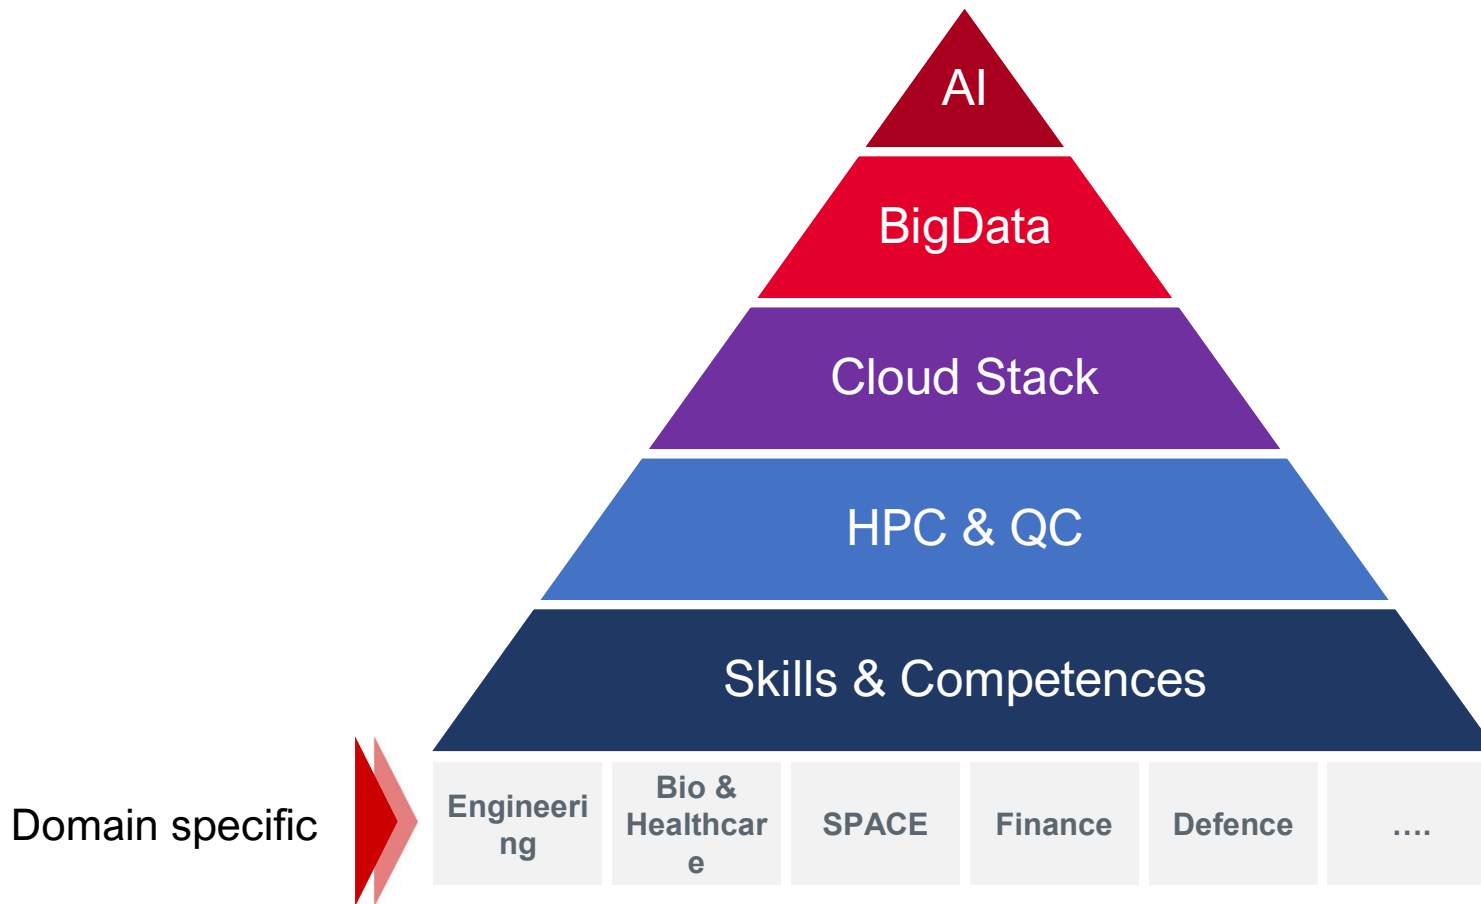 AI
BigData
Cloud Stack
HPC & QC
Skills & Competences
Domain specific
Engineeri
ng
Bio &
Healthcar
e
SPACE
Finance
Defence
....